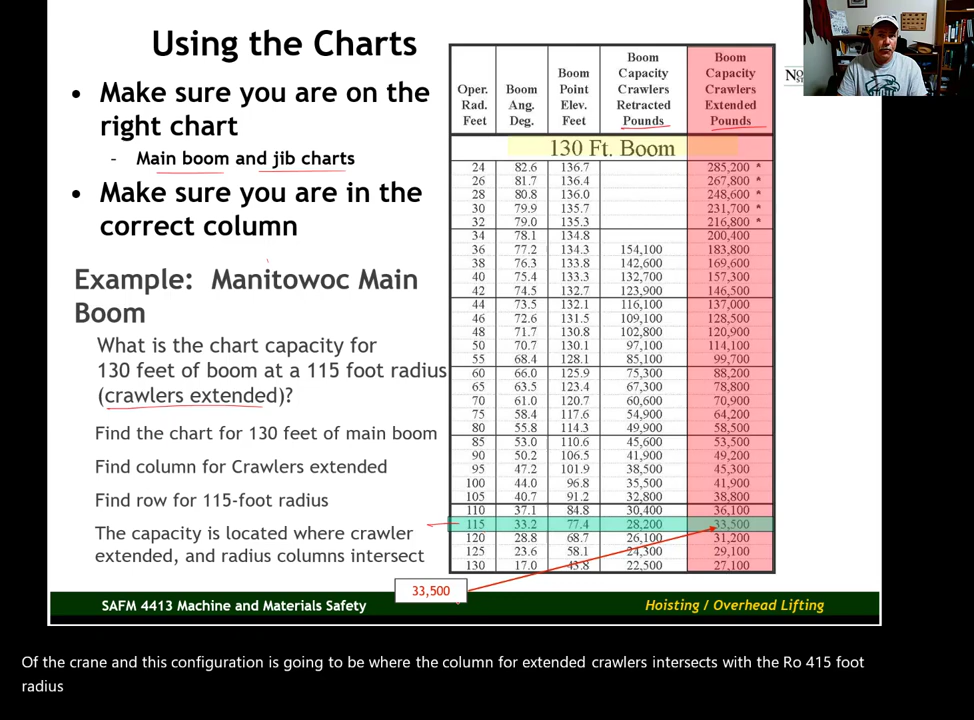 Using the Charts
• Make sure you are on the
right chart
- Main boom and jib charts
• Make sure you are in the
correct column
Example: Manitowoc Main
Boom
What is the chart capacity for
130 feet of boom at a 115 foot radius
(crawlers extended)?
Find the chart for 130 feet of main boom
Find column for Crawlers extended
Find row for 115-foot radius
The capacity is located where crawler
extended, and radius columns intersect
Oper. Rad. Feet | Boom Ang. Deg. | Boom Point Elev. Feet | Boom Capacity Crawlers Retracted Pounds | Boom Capacity Crawlers Extended Pounds
130 Ft. Boom
24 82.6 136.7 285,200 *
26 81.7 136.4 267,800 *
28 80.8 136.0 248,600 *
30 79.9 135.7 231,700 *
32 79.0 135.3 216,800 *
34 78.1 134.8 200,400
36 77.2 134.3 154,100 183,800
38 76.3 133.8 142,600 169,600
40 75.4 133.3 132,700 157,300
42 74.5 132.7 123,900 146,500
44 73.5 132.1 116,100 137,000
46 72.6 131.5 109,100 128,500
48 71.7 130.8 102,800 120,900
50 70.7 130.1 97,100 114,100
55 68.4 128.1 85,100 99,700
60 66.0 125.9 75,300 88,200
65 63.5 123.4 67,300 78,800
70 61.0 120.7 60,600 70,900
75 58.4 117.6 54,900 64,200
80 55.8 114.3 49,900 58,500
85 53.0 110.6 45,600 53,500
90 50.2 106.5 41,900 49,200
95 47.2 101.9 38,500 45,300
100 44.0 96.8 35,500 41,900
105 40.7 91.2 32,800 38,800
110 37.1 84.8 30,400 36,100
115 33.2 77.4 28,200 33,500
120 28.8 68.7 26,100 31,200
125 23.6 58.1 24,300 29,100
130 17.0 43.8 22,500 27,100
33,500
SAFM 4413 Machine and Materials Safety
Hoisting / Overhead Lifting
Of the crane and this configuration is going to be where the column for extended crawlers intersects with the Ro 415 foot
radius